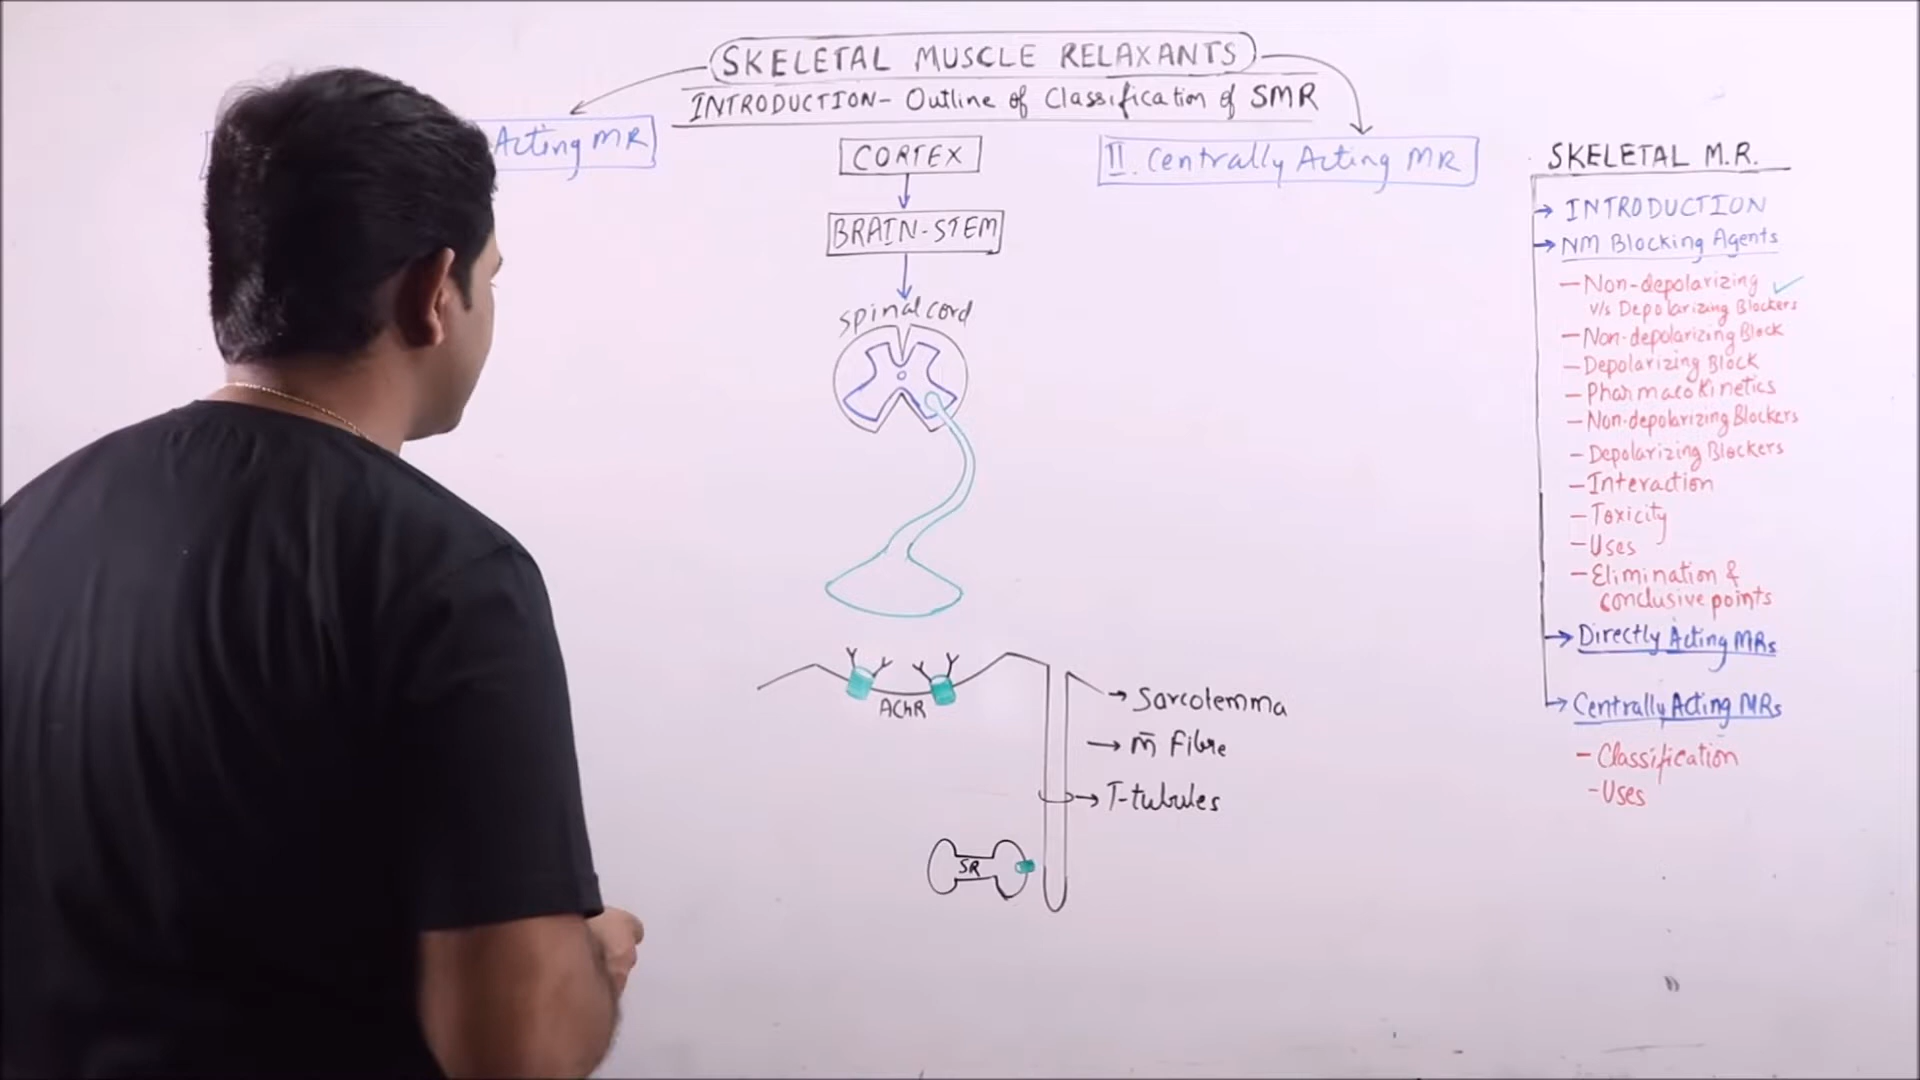 SKELETAL MUSCLE RELAXANTS
INTRODUCTION- Outline of Classification of SMR
Acting MR
CORTEX
II. Centrally Acting MR
BRAIN-STEM
spinal cord
AChR
Sarcolemma
m̄ Fibre
T-tubules
SR
SKELETAL M.R.
INTRODUCTION
NM Blocking Agents
- Non-depolarizing
v/s Depolarizing Blockers
- Non-depolarizing Block
- Depolarizing Block
- Pharmacokinetics
- Non-depolarizing Blockers
- Depolarizing Blockers
- Interaction
- Toxicity
- Uses
- Elimination &
conclusive points
Directly Acting MRs
Centrally Acting MRs
- Classification
- Uses